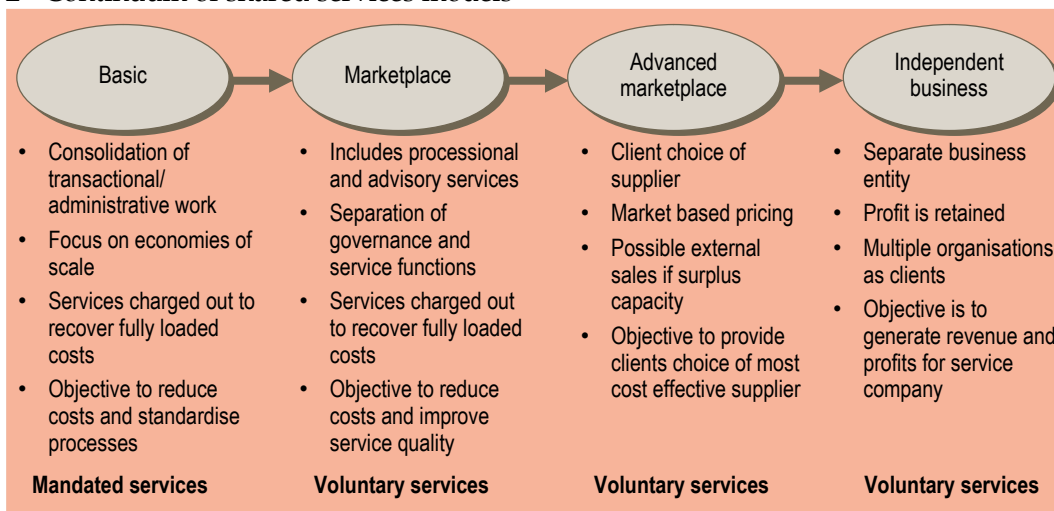 2 Continuum of shared services models
Basic
Marketplace
Advanced
marketplace
Independent
business
• Consolidation of
transactional/
administrative work
• Focus on economies of
scale
• Services charged out to
recover fully loaded
costs
• Objective to reduce
costs and standardise
processes
Mandated services
• Includes processional
and advisory services
• Separation of
governance and
service functions
• Services charged out
to recover fully loaded
costs
• Objective to reduce
costs and improve
service quality
Voluntary services
• Client choice of
supplier
• Market based pricing
• Possible external
sales if surplus
capacity
• Objective to provide
clients choice of most
cost effective supplier
Voluntary services
• Separate business
entity
• Profit is retained
• Multiple organisations
as clients
• Objective is to
generate revenue and
profits for service
company
Voluntary services